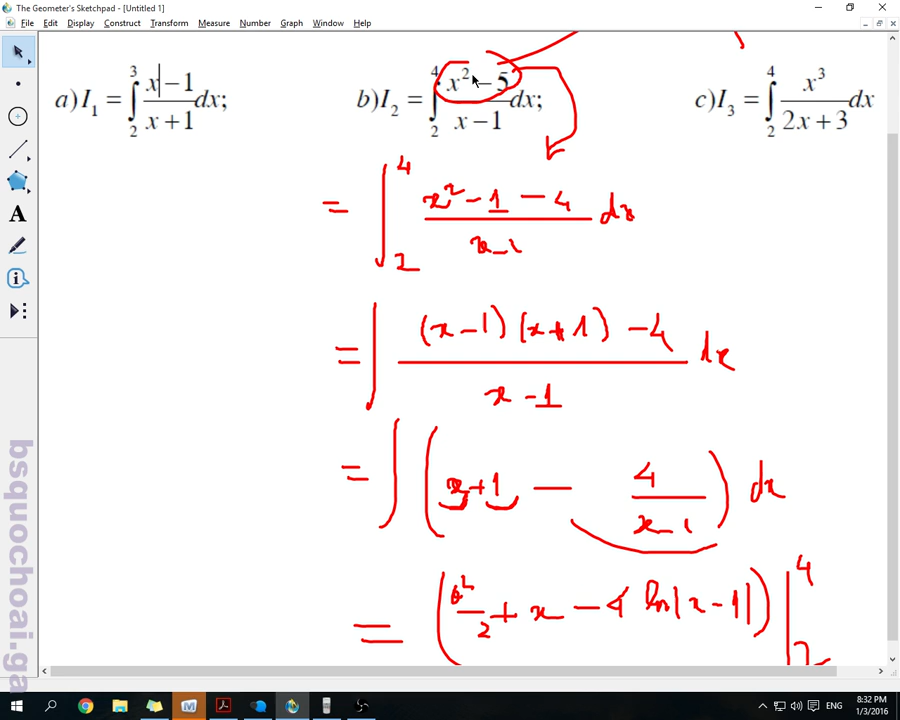 The Geometer's Sketchpad - [Untitled 1]
File Edit Display Construct Transform Measure Number Graph Window Help
a) I₁ = ∫₂³ (x − 1)/(x + 1) dx; b) I₂ = ∫₂⁴ (x² − 5)/(x − 1) dx; c) I₃ = ∫₂⁴ x³/(2x + 3) dx
= ∫₂⁴ (x² − 1 − 4)/(x − 1) dx
= ∫ ((x − 1)(x + 1) − 4)/(x − 1) dx
= ∫ (x + 1 − 4/(x − 1)) dx
= (x²/2 + x − 4 ln|x − 1|) |₂⁴
A
bsquochoai.ga
ENG
8:32 PM
1/3/2016